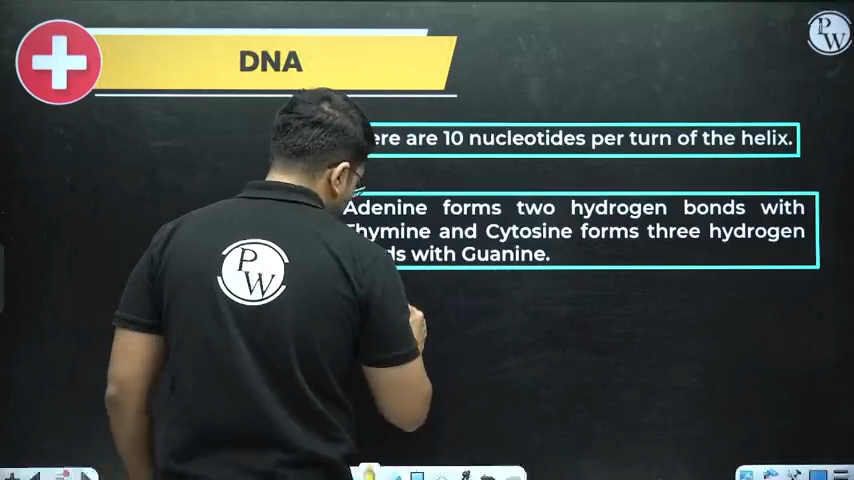 DNA
PW
ere are 10 nucleotides per turn of the helix.
Adenine forms two hydrogen bonds with
Thymine and Cytosine forms three hydrogen
ds with Guanine.
PW